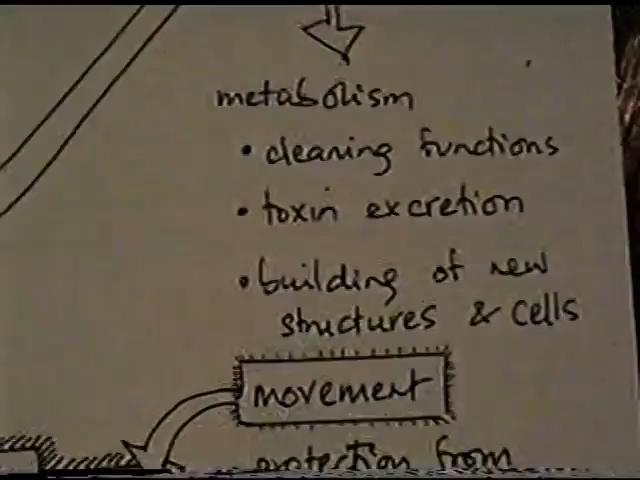 metabolism
• cleaning functions
• toxin excretion
• building of new
structures & cells
movement
protection from